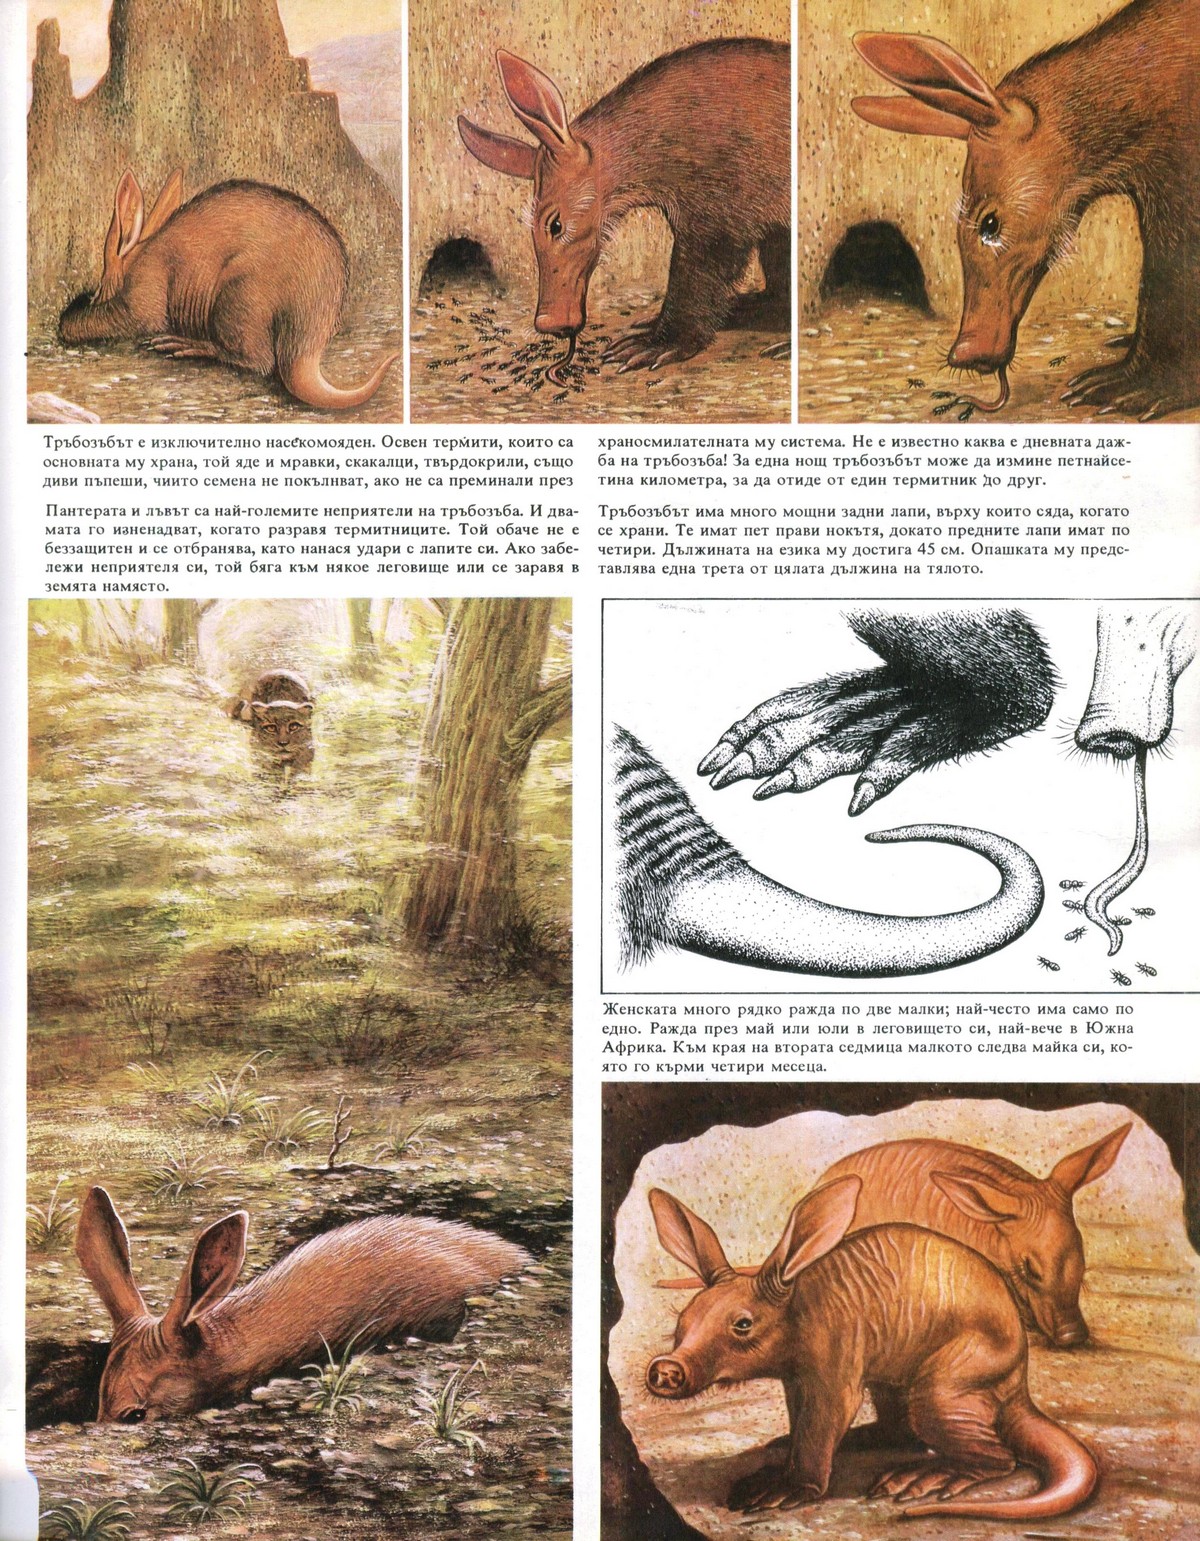 Тръбозъбът е изключително насекомояден. Освен термити, които са
основната му храна, той яде и мравки, скакалци, твърдокрили, също
диви пъпеши, чиито семена не покълнват, ако не са преминали през
храносмилателната му система. Не е известно каква е дневната даж-
ба на тръбозъба! За една нощ тръбозъбът може да измине петнайсе-
тина километра, за да отиде от един термитник до друг.
Пантерата и лъвът са най-големите неприятели на тръбозъба. И два-
мата го изненадват, когато разравя термитниците. Той обаче не е
беззащитен и се отбранява, като нанася удари с лапите си. Ако забе-
лежи неприятеля си, той бяга към някое леговище или се заравя в
земята намясто.
Тръбозъбът има много мощни задни лапи, върху които сяда, когато
се храни. Те имат пет прави нокътя, докато предните лапи имат по
четири. Дължината на езика му достига 45 см. Опашката му предс-
тавлява една трета от цялата дължина на тялото.
Женската много рядко ражда по две малки; най-често има само по
едно. Ражда през май или юли в леговището си, най-вече в Южна
Африка. Към края на втората седмица малкото следва майка си, ко-
ято го кърми четири месеца.